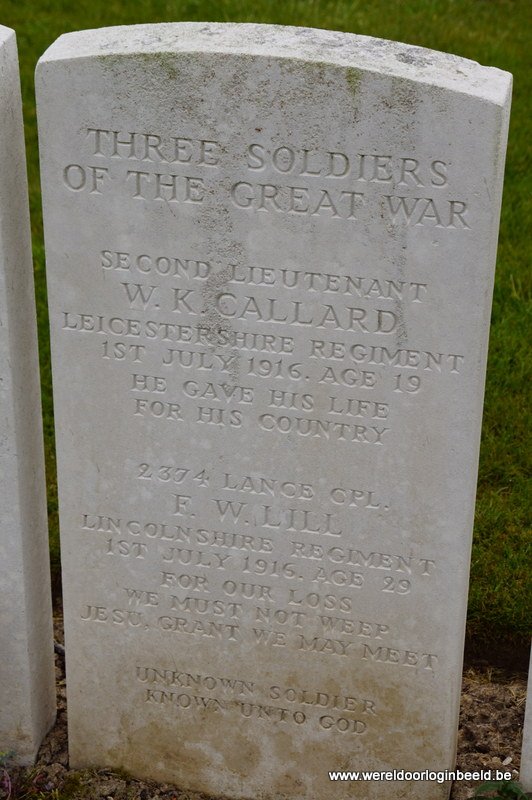 THREE SOLDIERS
OF THE GREAT WAR
SECOND LIEUTENANT
W. K. CALLARD
LEICESTERSHIRE REGIMENT
1ST JULY 1916. AGE 19
HE GAVE HIS LIFE
FOR HIS COUNTRY
2374 LANCE CPL.
F. W. LILL
LINCOLNSHIRE REGIMENT
1ST JULY 1916. AGE 29
FOR OUR LOSS
WE MUST NOT WEEP
JESU, GRANT WE MAY MEET
UNKNOWN SOLDIER
KNOWN UNTO GOD
www.wereldoorloginbeeld.be